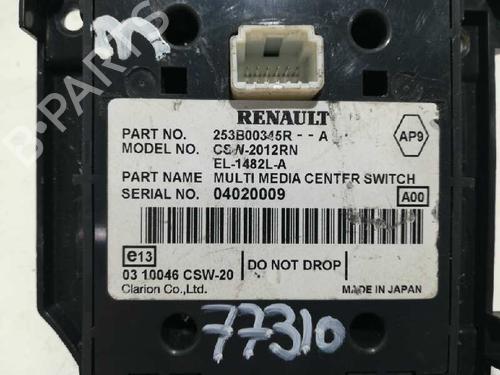 B-PARTS
RENAULT
PART NO. 253B00345R - - A
MODEL NO. CSW-2012RN
EL-1482L-A
AP9
PART NAME MULTI MEDIA CENTER SWITCH
SERIAL NO. 04020009
A00
e13
03 10046 CSW-20
DO NOT DROP
Clarion Co.,Ltd.
MADE IN JAPAN
77310